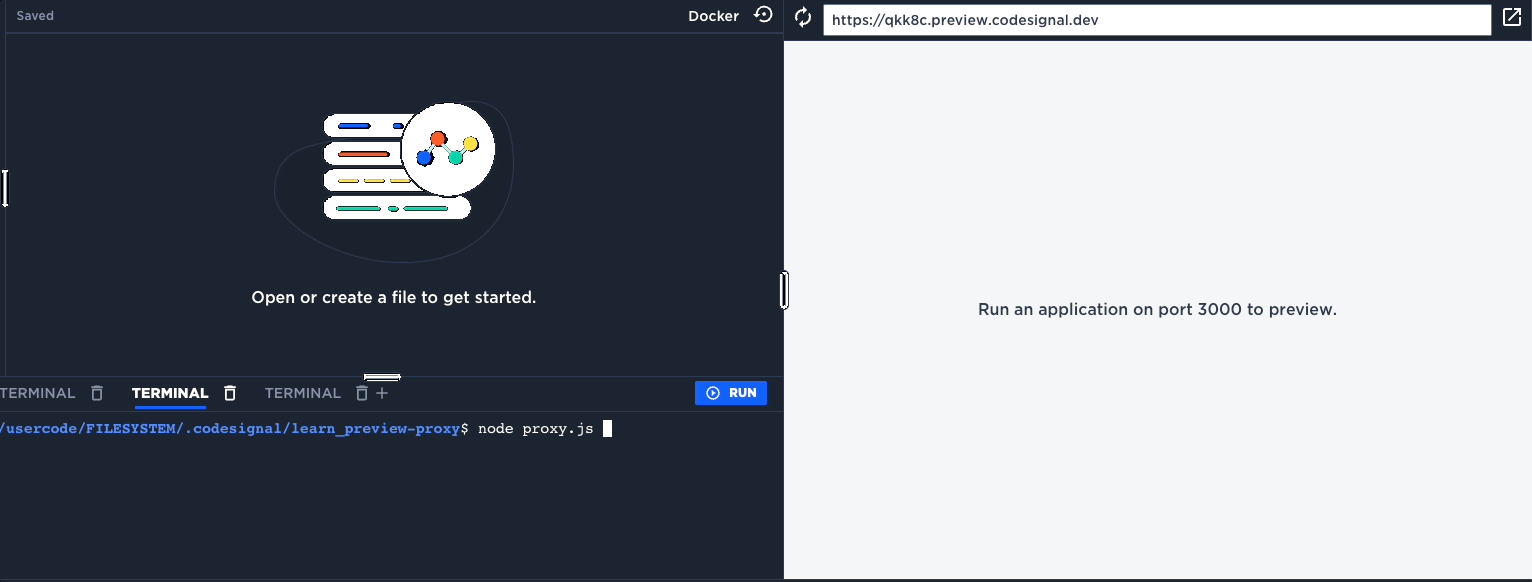 Saved
Docker
https://qkk8c.preview.codesignal.dev
Open or create a file to get started.
Run an application on port 3000 to preview.
TERMINAL TERMINAL TERMINAL + RUN
/usercode/FILESYSTEM/.codesignal/learn_preview-proxy$ node proxy.js